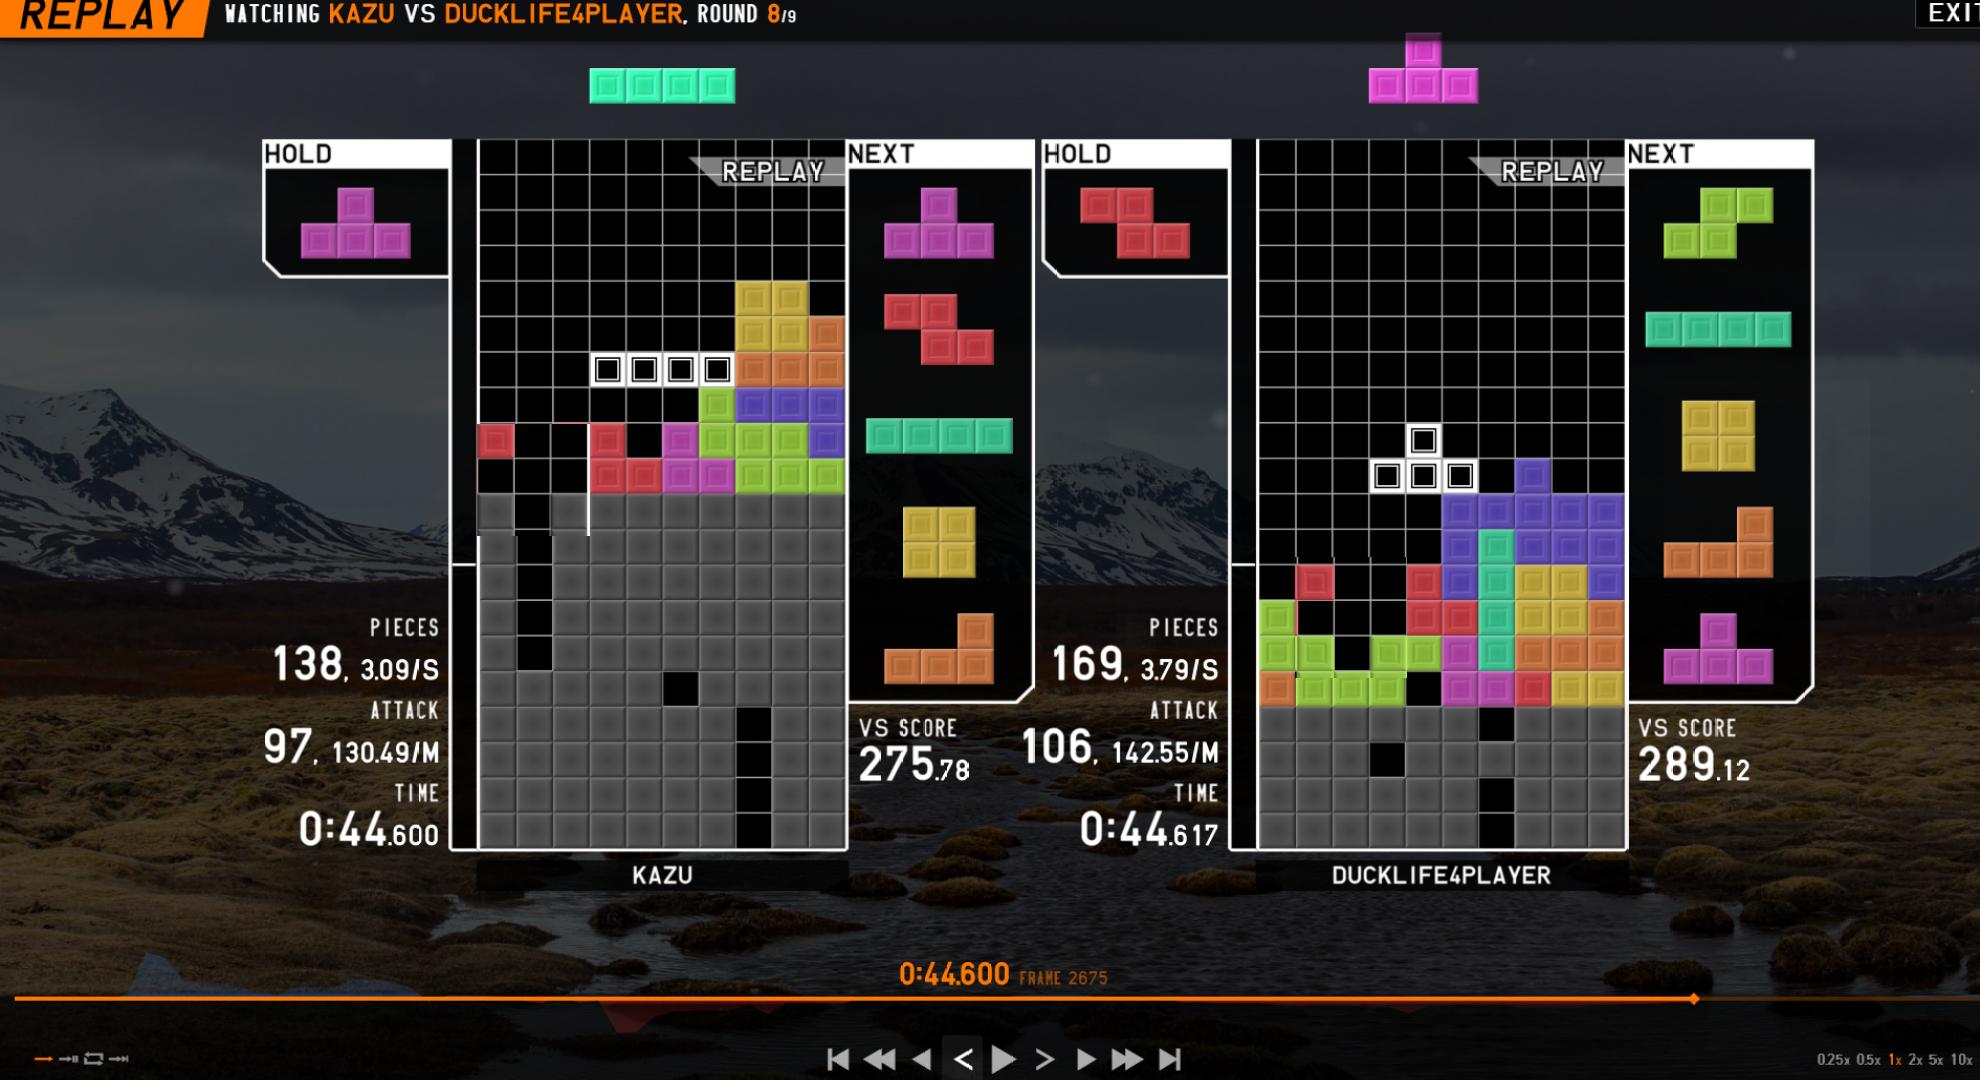 REPLAY
WATCHING KAZU VS DUCKLIFE4PLAYER, ROUND 8/9
EXIT
HOLD
REPLAY
NEXT
HOLD
REPLAY
NEXT
PIECES
138, 3.09/S
ATTACK
97, 130.49/M
TIME
0:44.600
VS SCORE
275.78
PIECES
169, 3.79/S
ATTACK
106, 142.55/M
TIME
0:44.617
VS SCORE
289.12
KAZU
DUCKLIFE4PLAYER
0:44.600 FRAME 2675
0.25x 0.5x 1x 2x 5x 10x